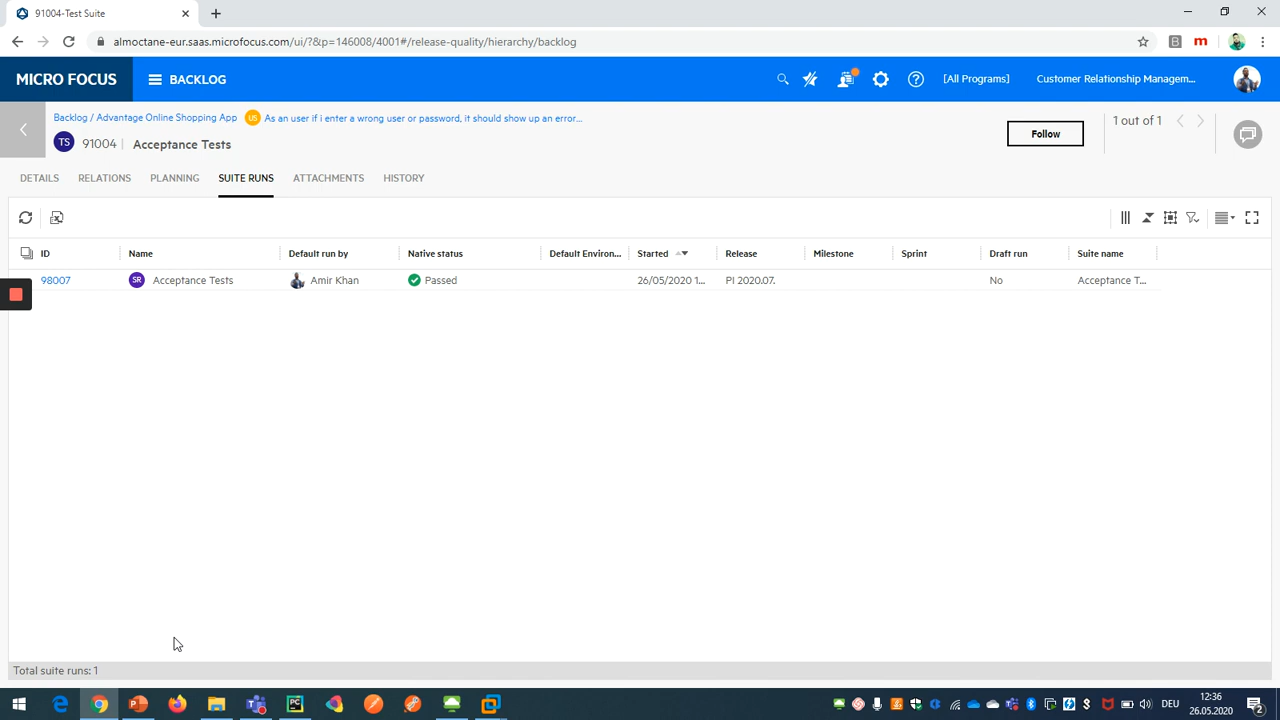 91004-Test Suite
almoctane-eur.saas.microfocus.com/ui/?&p=146008/4001#/release-quality/hierarchy/backlog
MICRO FOCUS BACKLOG [All Programs] Customer Relationship Managem...
Backlog / Advantage Online Shopping App US As an user if i enter a wrong user or password, it should show up an error...
TS 91004 Acceptance Tests Follow 1 out of 1
DETAILS RELATIONS PLANNING SUITE RUNS ATTACHMENTS HISTORY
ID Name Default run by Native status Default Environ... Started Release Milestone Sprint Draft run Suite name
98007 SR Acceptance Tests Amir Khan Passed 26/05/2020 1... PI 2020.07. No Acceptance T...
Total suite runs: 1
DEU 12:36
26.05.2020